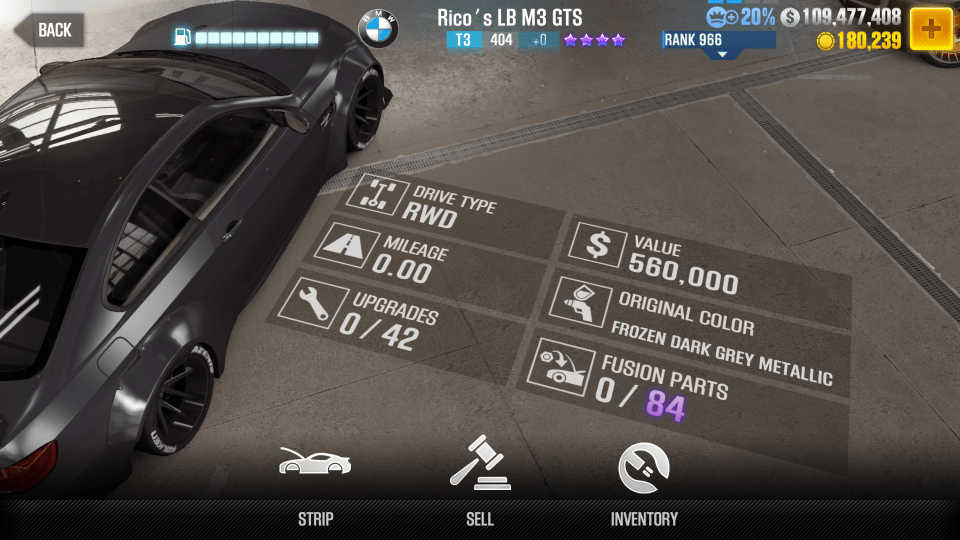 BACK
BMW
Rico's LB M3 GTS
T3 404 +0
20%
109,477,408
180,239
RANK 966
DRIVE TYPE
RWD
MILEAGE
0.00
UPGRADES
0 / 42
VALUE
560,000
ORIGINAL COLOR
FROZEN DARK GREY METALLIC
FUSION PARTS
0 / 84
STRIP
SELL
INVENTORY